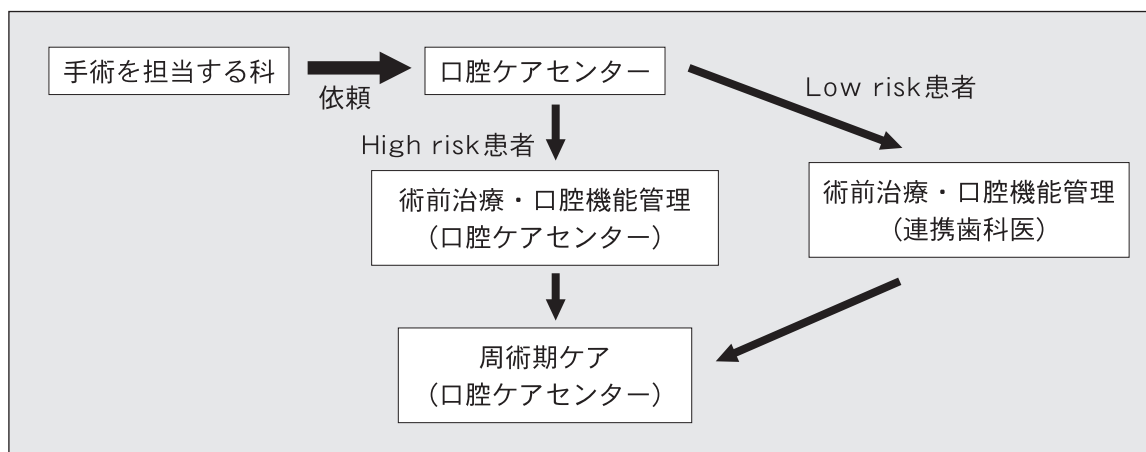 手術を担当する科
依頼
口腔ケアセンター
Low risk患者
High risk患者
術前治療・口腔機能管理
（口腔ケアセンター）
術前治療・口腔機能管理
（連携歯科医）
周術期ケア
（口腔ケアセンター）